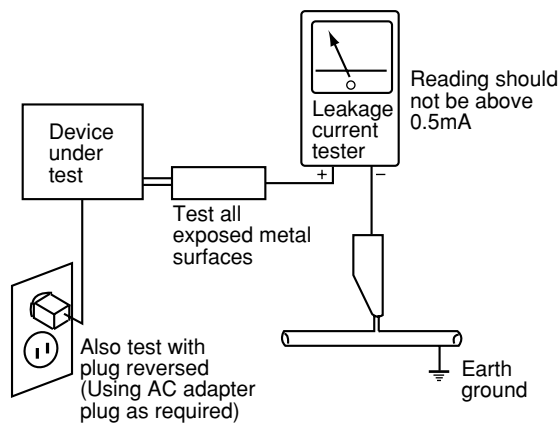 Device
under
test
Leakage
current
tester
+
–
Reading should
not be above
0.5mA
Test all
exposed metal
surfaces
Also test with
plug reversed
(Using AC adapter
plug as required)
Earth
ground